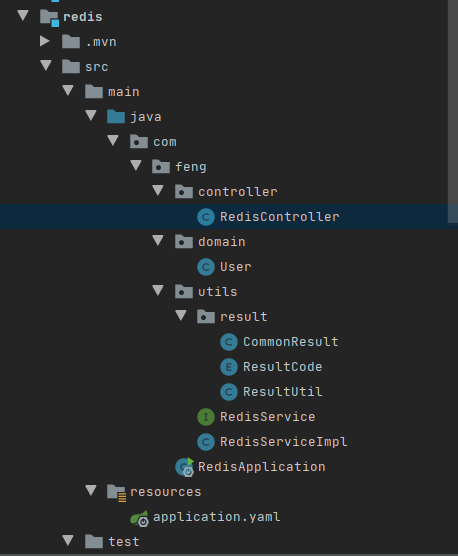 redis
.mvn
src
main
java
com
feng
controller
RedisController
domain
User
utils
result
CommonResult
ResultCode
ResultUtil
RedisService
RedisServiceImpl
RedisApplication
resources
application.yaml
test